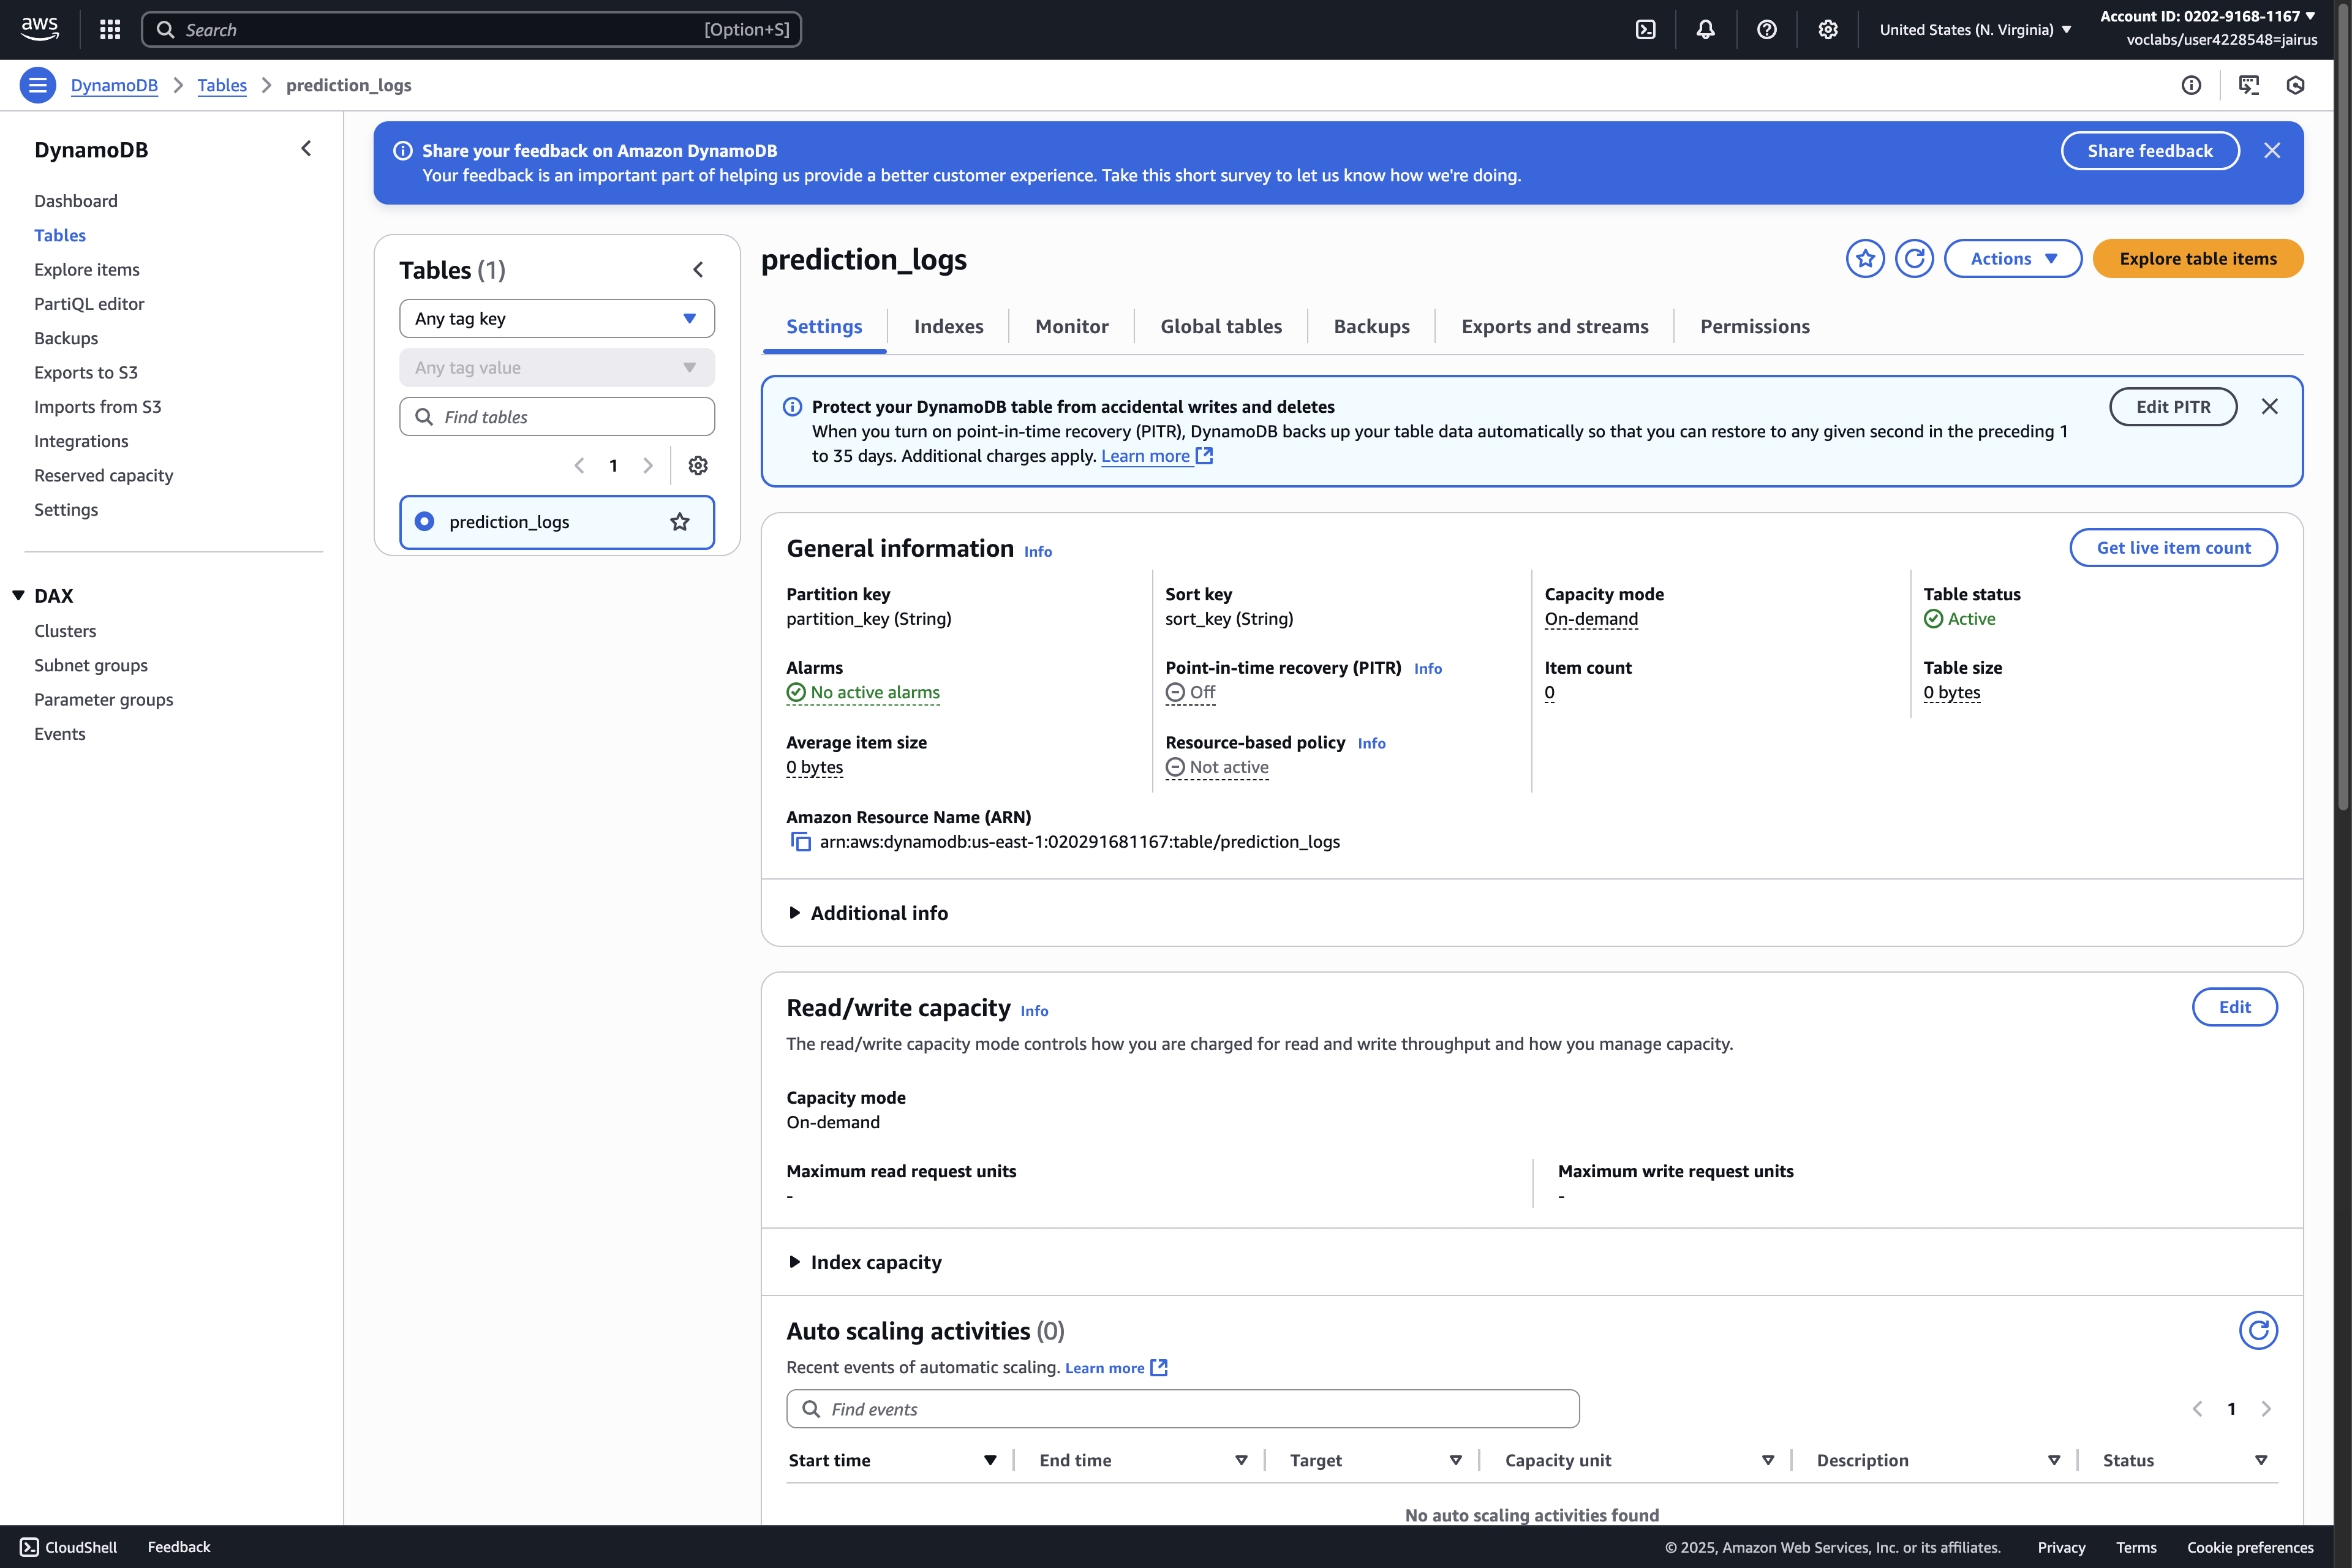 aws
Search [Option+S]
United States (N. Virginia)
Account ID: 0202-9168-1167
voclabs/user4228548=jairus
DynamoDB
Tables
prediction_logs
DynamoDB
Dashboard
Tables
Explore items
PartiQL editor
Backups
Exports to S3
Imports from S3
Integrations
Reserved capacity
Settings
DAX
Clusters
Subnet groups
Parameter groups
Events
Share your feedback on Amazon DynamoDB
Your feedback is an important part of helping us provide a better customer experience. Take this short survey to let us know how we're doing.
Share feedback
Tables (1)
Any tag key
Any tag value
Find tables
1
prediction_logs
prediction_logs
Actions
Explore table items
Settings
Indexes
Monitor
Global tables
Backups
Exports and streams
Permissions
Protect your DynamoDB table from accidental writes and deletes
When you turn on point-in-time recovery (PITR), DynamoDB backs up your table data automatically so that you can restore to any given second in the preceding 1
to 35 days. Additional charges apply. Learn more
Edit PITR
General information Info
Get live item count
Partition key
partition_key (String)
Sort key
sort_key (String)
Capacity mode
On-demand
Table status
Active
Alarms
No active alarms
Point-in-time recovery (PITR) Info
Off
Item count
0
Table size
0 bytes
Average item size
0 bytes
Resource-based policy Info
Not active
Amazon Resource Name (ARN)
arn:aws:dynamodb:us-east-1:020291681167:table/prediction_logs
Additional info
Read/write capacity Info
Edit
The read/write capacity mode controls how you are charged for read and write throughput and how you manage capacity.
Capacity mode
On-demand
Maximum read request units
-
Maximum write request units
-
Index capacity
Auto scaling activities (0)
Recent events of automatic scaling. Learn more
Find events
1
Start time
End time
Target
Capacity unit
Description
Status
No auto scaling activities found
CloudShell
Feedback
© 2025, Amazon Web Services, Inc. or its affiliates.
Privacy
Terms
Cookie preferences